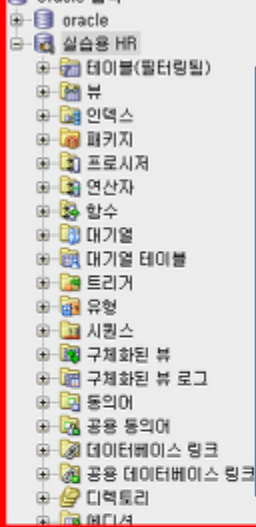 oracle
실습용 HR
테이블(필터링됨)
뷰
인덱스
패키지
프로시저
연산자
함수
대기열
대기열 테이블
트리거
유형
시퀀스
구체화된 뷰
구체화된 뷰 로그
동의어
공용 동의어
데이터베이스 링크
공용 데이터베이스 링크
디렉토리
에디션